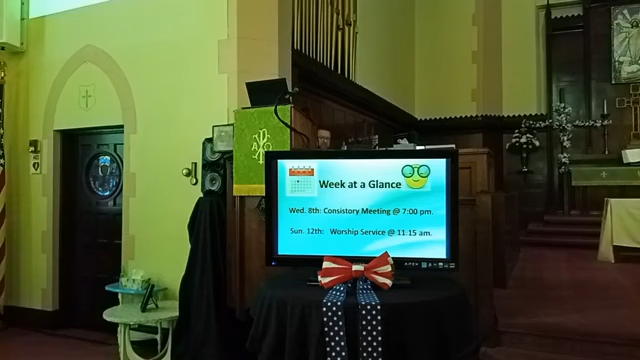 Week at a Glance
Wed. 8th: Consistory Meeting @ 7:00 pm.
Sun. 12th: Worship Service @ 11:15 am.